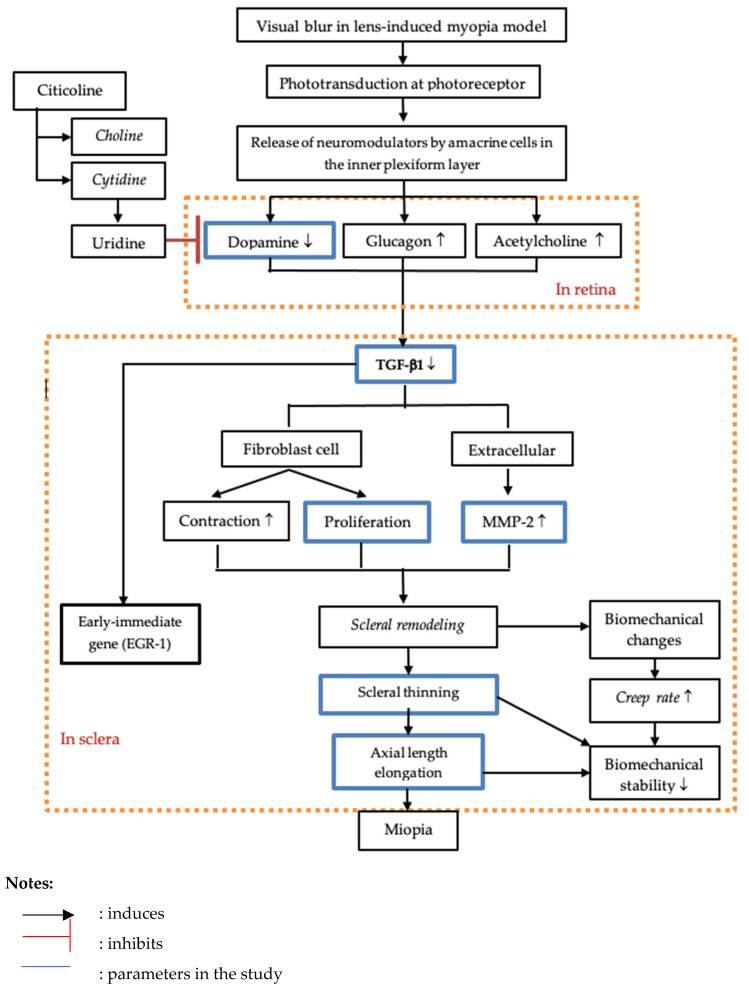 Visual blur in lens-induced myopia model
Phototransduction at photoreceptor
Citicoline
Choline
Cytidine
Uridine
Release of neuromodulators by amacrine cells in
the inner plexiform layer
Dopamine ↓
Glucagon ↑
Acetylcholine ↑
In retina
TGF-β1 ↓
Fibroblast cell
Extracellular
Contraction ↑
Proliferation
MMP-2 ↑
Early-immediate
gene (EGR-1)
Scleral remodeling
Biomechanical
changes
Scleral thinning
Creep rate ↑
In sclera
Axial length
elongation
Biomechanical
stability ↓
Miopia
Notes:
: induces
: inhibits
: parameters in the study